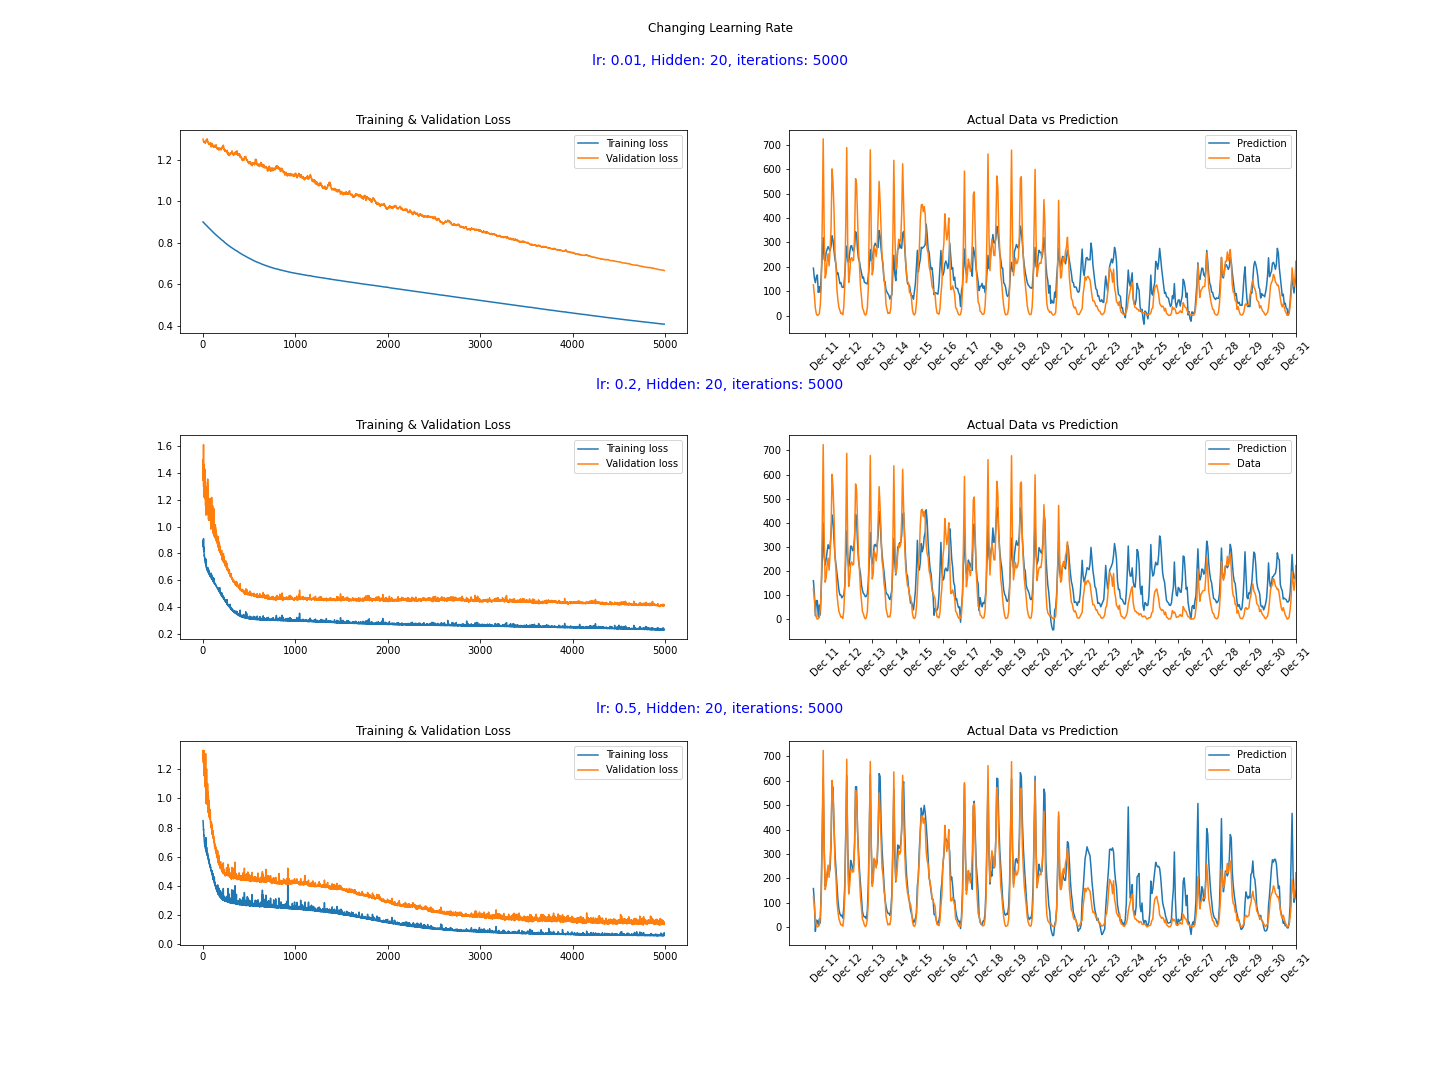 Changing Learning Rate
lr: 0.01, Hidden: 20, iterations: 5000
Training & Validation Loss
Training loss
Validation loss
1.2
1.0
0.8
0.6
0.4
0 1000 2000 3000 4000 5000
Actual Data vs Prediction
Prediction
Data
700
600
500
400
300
200
100
0
Dec 11 Dec 12 Dec 13 Dec 14 Dec 15 Dec 16 Dec 17 Dec 18 Dec 19 Dec 20 Dec 21 Dec 22 Dec 23 Dec 24 Dec 25 Dec 26 Dec 27 Dec 28 Dec 29 Dec 30 Dec 31
lr: 0.2, Hidden: 20, iterations: 5000
Training & Validation Loss
Training loss
Validation loss
1.6
1.4
1.2
1.0
0.8
0.6
0.4
0.2
0 1000 2000 3000 4000 5000
Actual Data vs Prediction
Prediction
Data
700
600
500
400
300
200
100
0
Dec 11 Dec 12 Dec 13 Dec 14 Dec 15 Dec 16 Dec 17 Dec 18 Dec 19 Dec 20 Dec 21 Dec 22 Dec 23 Dec 24 Dec 25 Dec 26 Dec 27 Dec 28 Dec 29 Dec 30 Dec 31
lr: 0.5, Hidden: 20, iterations: 5000
Training & Validation Loss
Training loss
Validation loss
1.2
1.0
0.8
0.6
0.4
0.2
0.0
0 1000 2000 3000 4000 5000
Actual Data vs Prediction
Prediction
Data
700
600
500
400
300
200
100
0
Dec 11 Dec 12 Dec 13 Dec 14 Dec 15 Dec 16 Dec 17 Dec 18 Dec 19 Dec 20 Dec 21 Dec 22 Dec 23 Dec 24 Dec 25 Dec 26 Dec 27 Dec 28 Dec 29 Dec 30 Dec 31